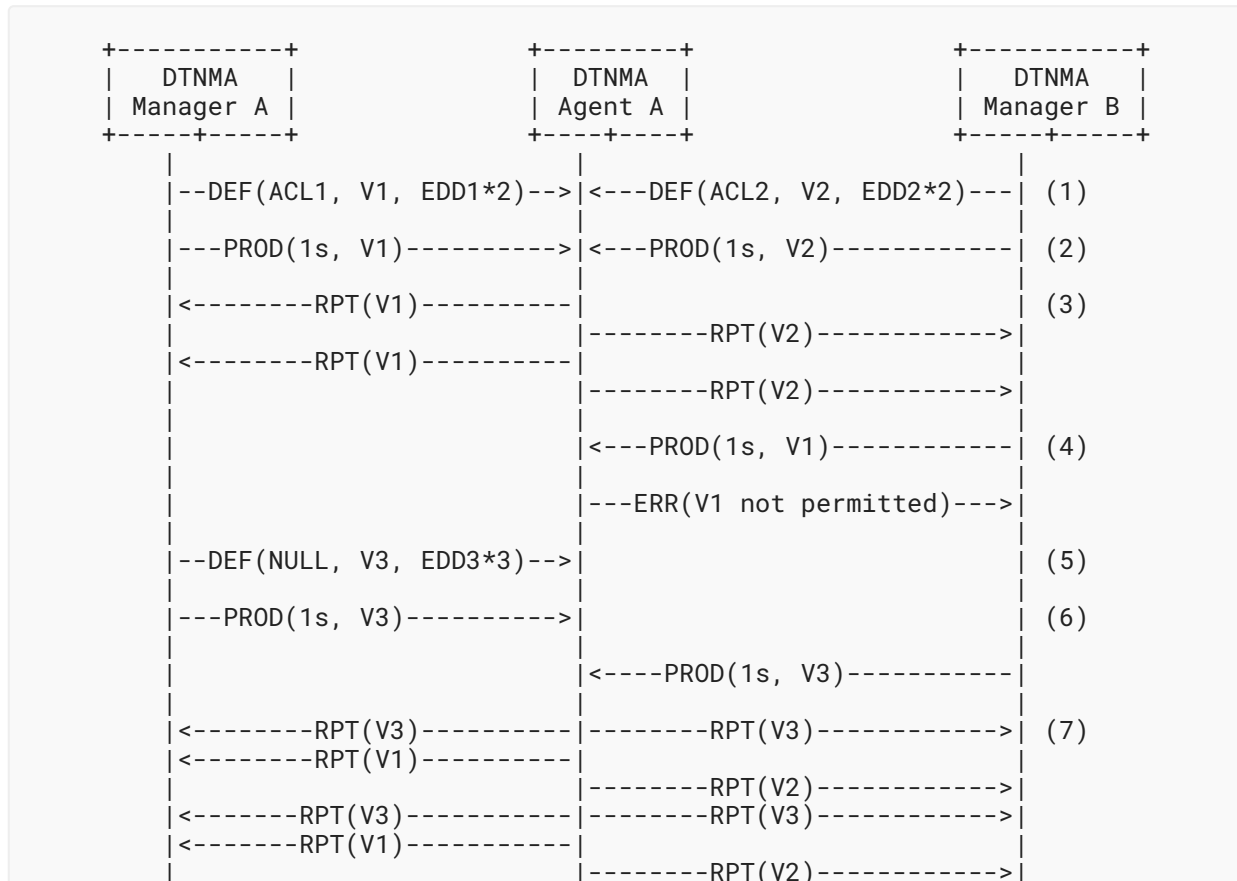 +-----------+               +---------+                 +-----------+
|   DTNMA   |               |  DTNMA  |                 |   DTNMA   |
| Manager A |               | Agent A |                 | Manager B |
+-----+-----+               +----+----+                 +-----+-----+
    |                          |                            |
    |--DEF(ACL1, V1, EDD1*2)-->|<---DEF(ACL2, V2, EDD2*2)---| (1)
    |                          |                            |
    |---PROD(1s, V1)---------->|<---PROD(1s, V2)------------| (2)
    |                          |                            |
    |<--------RPT(V1)----------|                            | (3)
    |                          |--------RPT(V2)------------>|
    |<--------RPT(V1)----------|                            |
    |                          |--------RPT(V2)------------>|
    |                          |                            |
    |                          |<---PROD(1s, V1)------------| (4)
    |                          |                            |
    |                          |---ERR(V1 not permitted)--->|
    |                          |                            |
    |--DEF(NULL, V3, EDD3*3)-->|                            | (5)
    |                          |                            |
    |---PROD(1s, V3)---------->|                            | (6)
    |                          |                            |
    |                          |<----PROD(1s, V3)-----------|
    |                          |                            |
    |<--------RPT(V3)----------|--------RPT(V3)------------>| (7)
    |<--------RPT(V1)----------|                            |
    |                          |--------RPT(V2)------------>|
    |<-------RPT(V3)-----------|--------RPT(V3)------------>|
    |<-------RPT(V1)-----------|                            |
    |                          |--------RPT(V2)------------>|